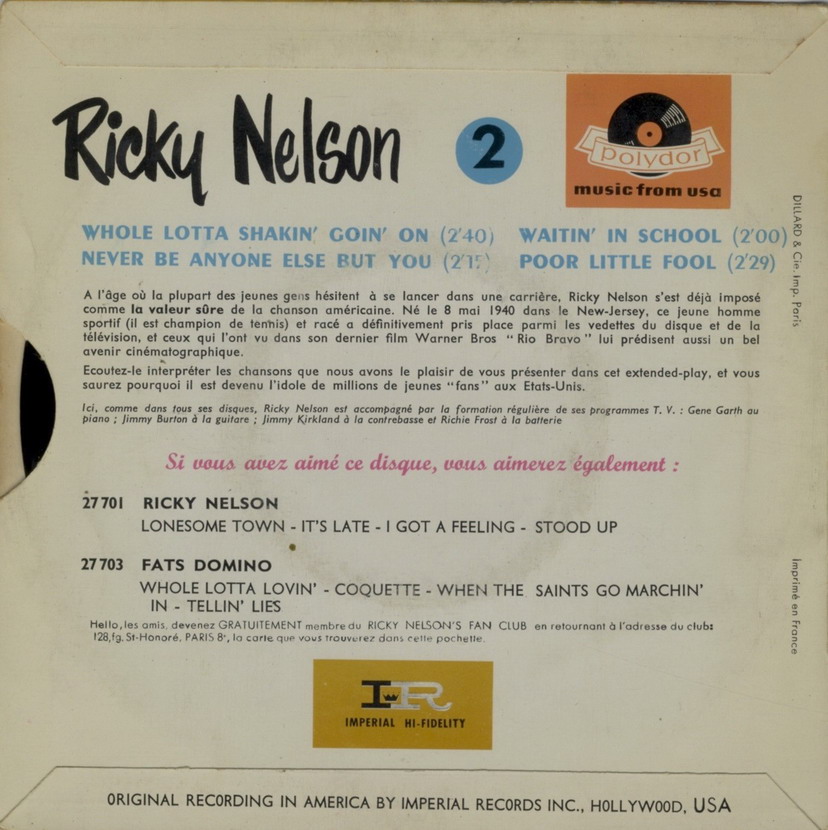 Ricky Nelson 2
polydor
music from usa
WHOLE LOTTA SHAKIN' GOIN' ON (2'40) WAITIN' IN SCHOOL (2'00)
NEVER BE ANYONE ELSE BUT YOU POOR LITTLE FOOL (2'29)
A l'âge où la plupart des jeunes gens hésitent à se lancer dans une carrière, Ricky Nelson s'est déjà imposé
comme la valeur sûre de la chanson américaine. Né le 8 mai 1940 dans le New-Jersey, ce jeune homme
sportif (il est champion de tennis) et racé a définitivement pris place parmi les vedettes du disque et de la
télévision, et ceux qui l'ont vu dans son dernier film Warner Bros "Rio Bravo" lui prédisent aussi un bel
avenir cinématographique.
Ecoutez-le interpréter les chansons que nous avons le plaisir de vous présenter dans cet extended-play, et vous
saurez pourquoi il est devenu l'idole de millions de jeunes "fans" aux Etats-Unis.
Ici, comme dans tous ses disques, Ricky Nelson est accompagné par la formation régulière de ses programmes T. V. : Gene Garth au
piano ; Jimmy Burton à la guitare ; Jimmy Kirkland à la contrebasse et Richie Frost à la batterie
Si vous avez aimé ce disque, vous aimerez également :
27 701 RICKY NELSON
LONESOME TOWN - IT'S LATE - I GOT A FEELING - STOOD UP
27 703 FATS DOMINO
WHOLE LOTTA LOVIN' - COQUETTE - WHEN THE SAINTS GO MARCHIN'
IN - TELLIN' LIES
Hello, les amis, devenez GRATUITEMENT membre du RICKY NELSON'S FAN CLUB en retournant à l'adresse du club:
128, fg. St-Honoré, PARIS 8e, la carte que vous trouverez dans cette pochette.
IR
IMPERIAL HI-FIDELITY
ORIGINAL RECORDING IN AMERICA BY IMPERIAL RECORDS INC., HOLLYWOOD, USA
DILLARD & Cie. Imp. Paris
Imprimé en France